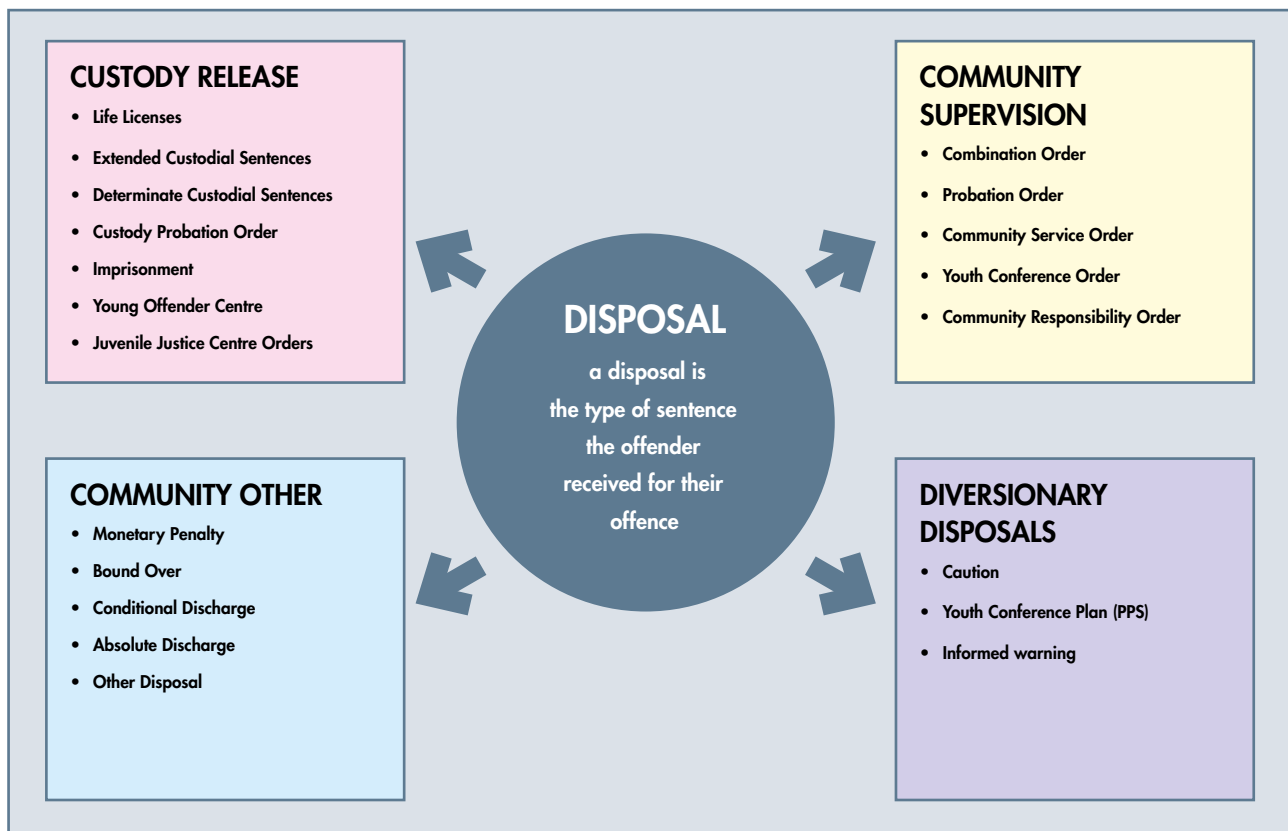 CUSTODY RELEASE
• Life Licenses
• Extended Custodial Sentences
• Determinate Custodial Sentences
• Custody Probation Order
• Imprisonment
• Young Offender Centre
• Juvenile Justice Centre Orders
COMMUNITY
SUPERVISION
• Combination Order
• Probation Order
• Community Service Order
• Youth Conference Order
• Community Responsibility Order
DISPOSAL
a disposal is
the type of sentence
the offender
received for their
offence
COMMUNITY OTHER
• Monetary Penalty
• Bound Over
• Conditional Discharge
• Absolute Discharge
• Other Disposal
DIVERSIONARY
DISPOSALS
• Caution
• Youth Conference Plan (PPS)
• Informed warning